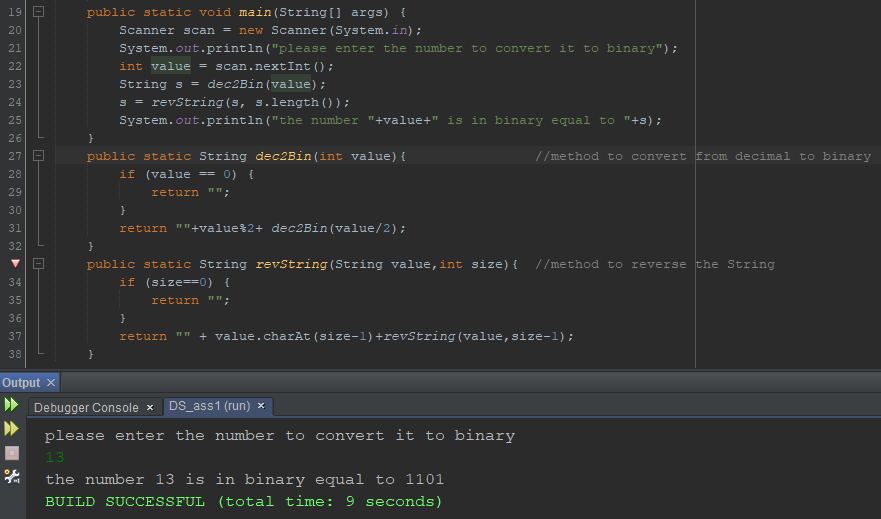 19 public static void main(String[] args) {
20 Scanner scan = new Scanner(System.in);
21 System.out.println("please enter the number to convert it to binary");
22 int value = scan.nextInt();
23 String s = dec2Bin(value);
24 s = revString(s, s.length());
25 System.out.println("the number "+value+" is in binary equal to "+s);
26 }
27 public static String dec2Bin(int value){ //method to convert from decimal to binary
28 if (value == 0) {
29 return "";
30 }
31 return ""+value%2+ dec2Bin(value/2);
32 }
public static String revString(String value,int size){ //method to reverse the String
34 if (size==0) {
35 return "";
36 }
37 return "" + value.charAt(size-1)+revString(value,size-1);
38 }
Output ×
Debugger Console × DS_ass1 (run) ×
please enter the number to convert it to binary
13
the number 13 is in binary equal to 1101
BUILD SUCCESSFUL (total time: 9 seconds)